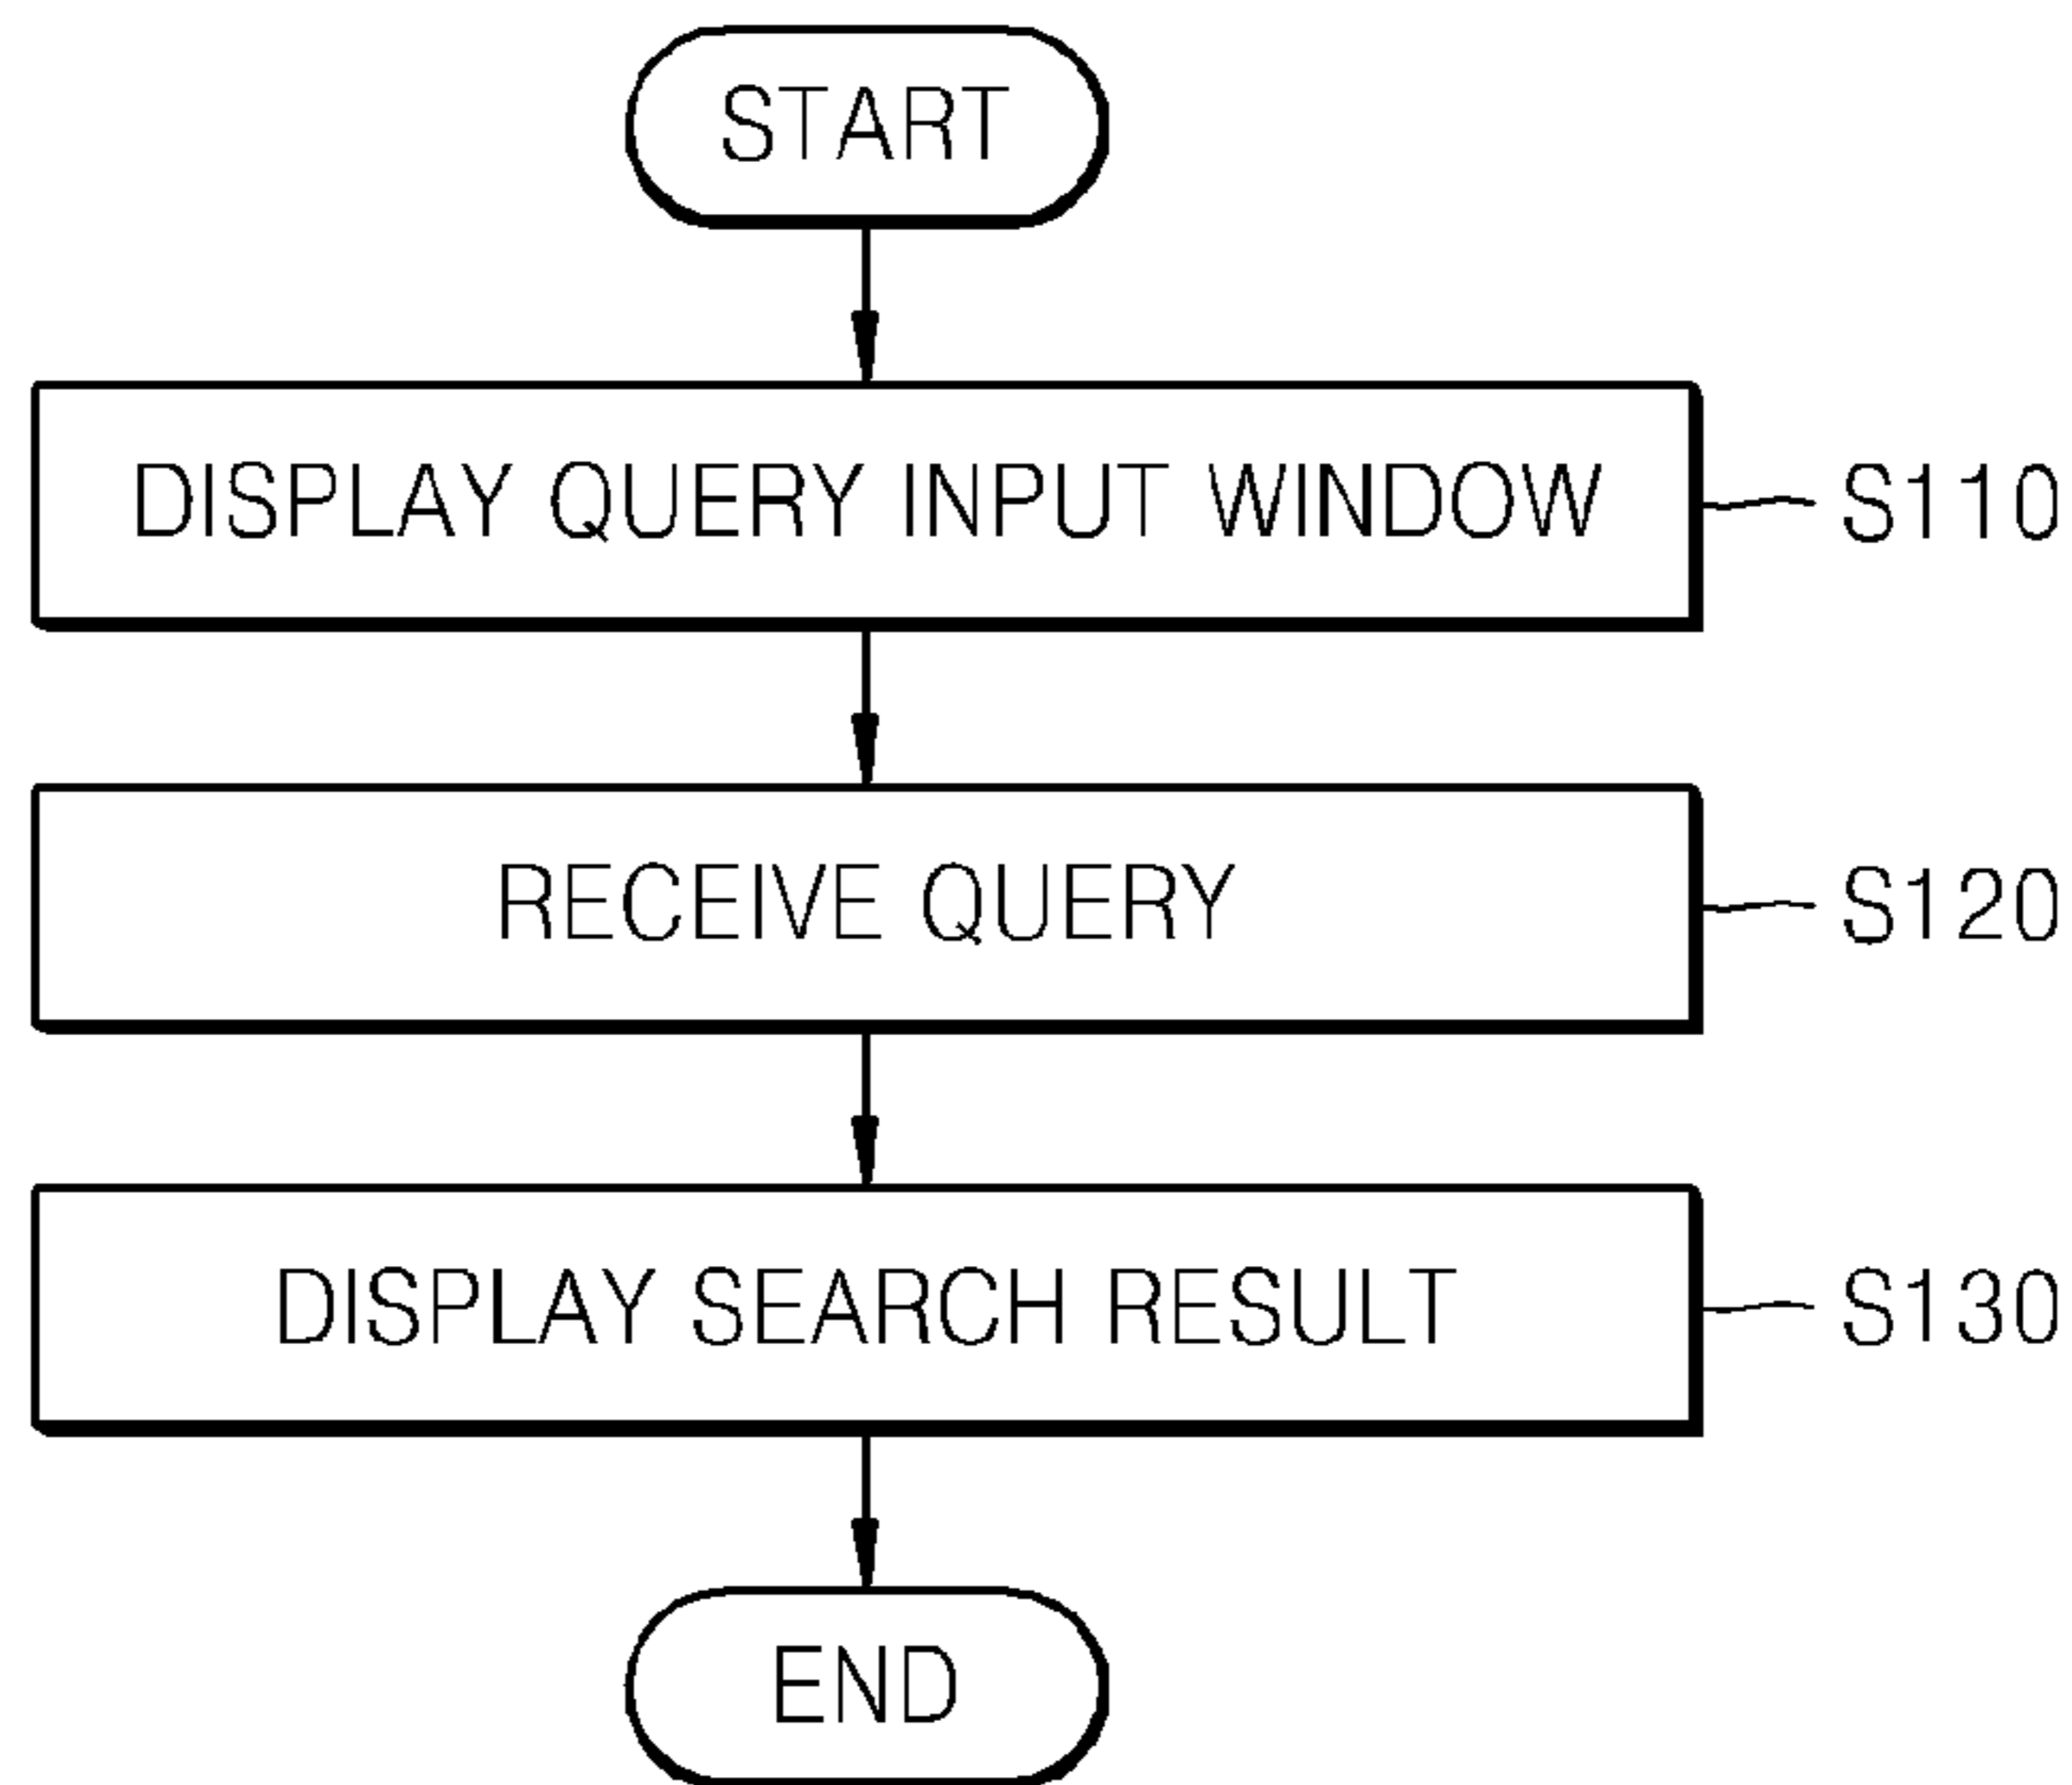 START
DISPLAY QUERY INPUT WINDOW
S110
RECEIVE QUERY
S120
DISPLAY SEARCH RESULT
S130
END